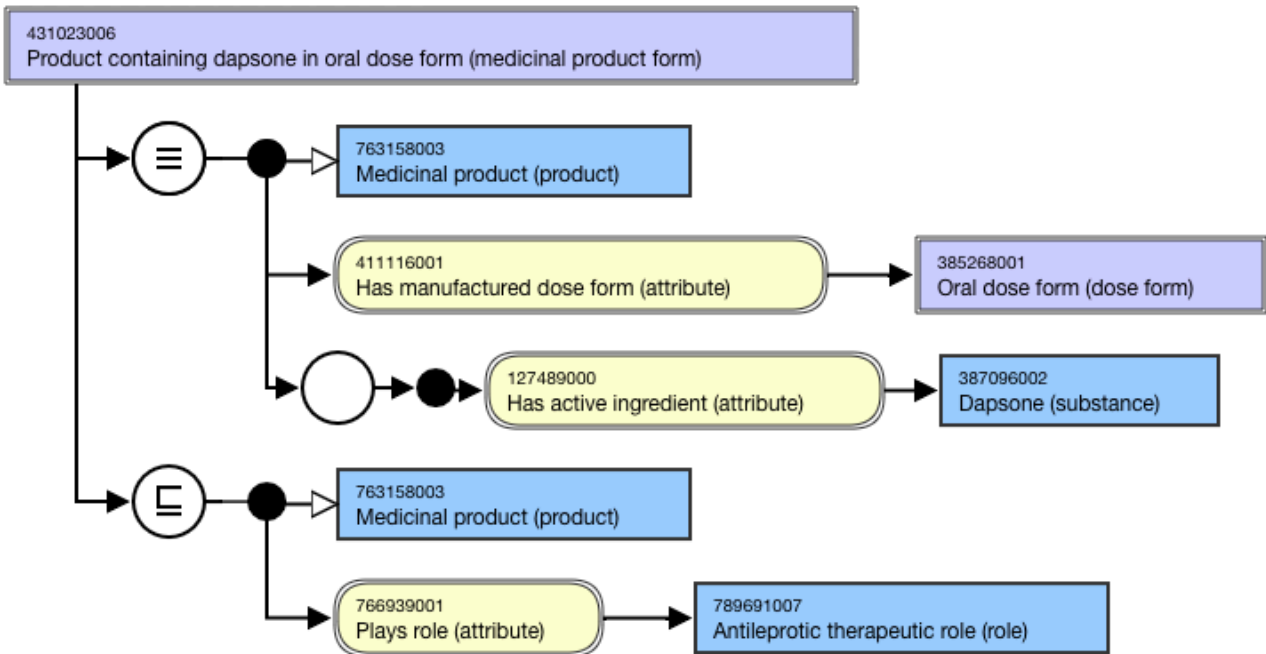 431023006
Product containing dapsone in oral dose form (medicinal product form)
≡
763158003
Medicinal product (product)
411116001
Has manufactured dose form (attribute)
385268001
Oral dose form (dose form)
127489000
Has active ingredient (attribute)
387096002
Dapsone (substance)
⊑
763158003
Medicinal product (product)
766939001
Plays role (attribute)
789691007
Antileprotic therapeutic role (role)